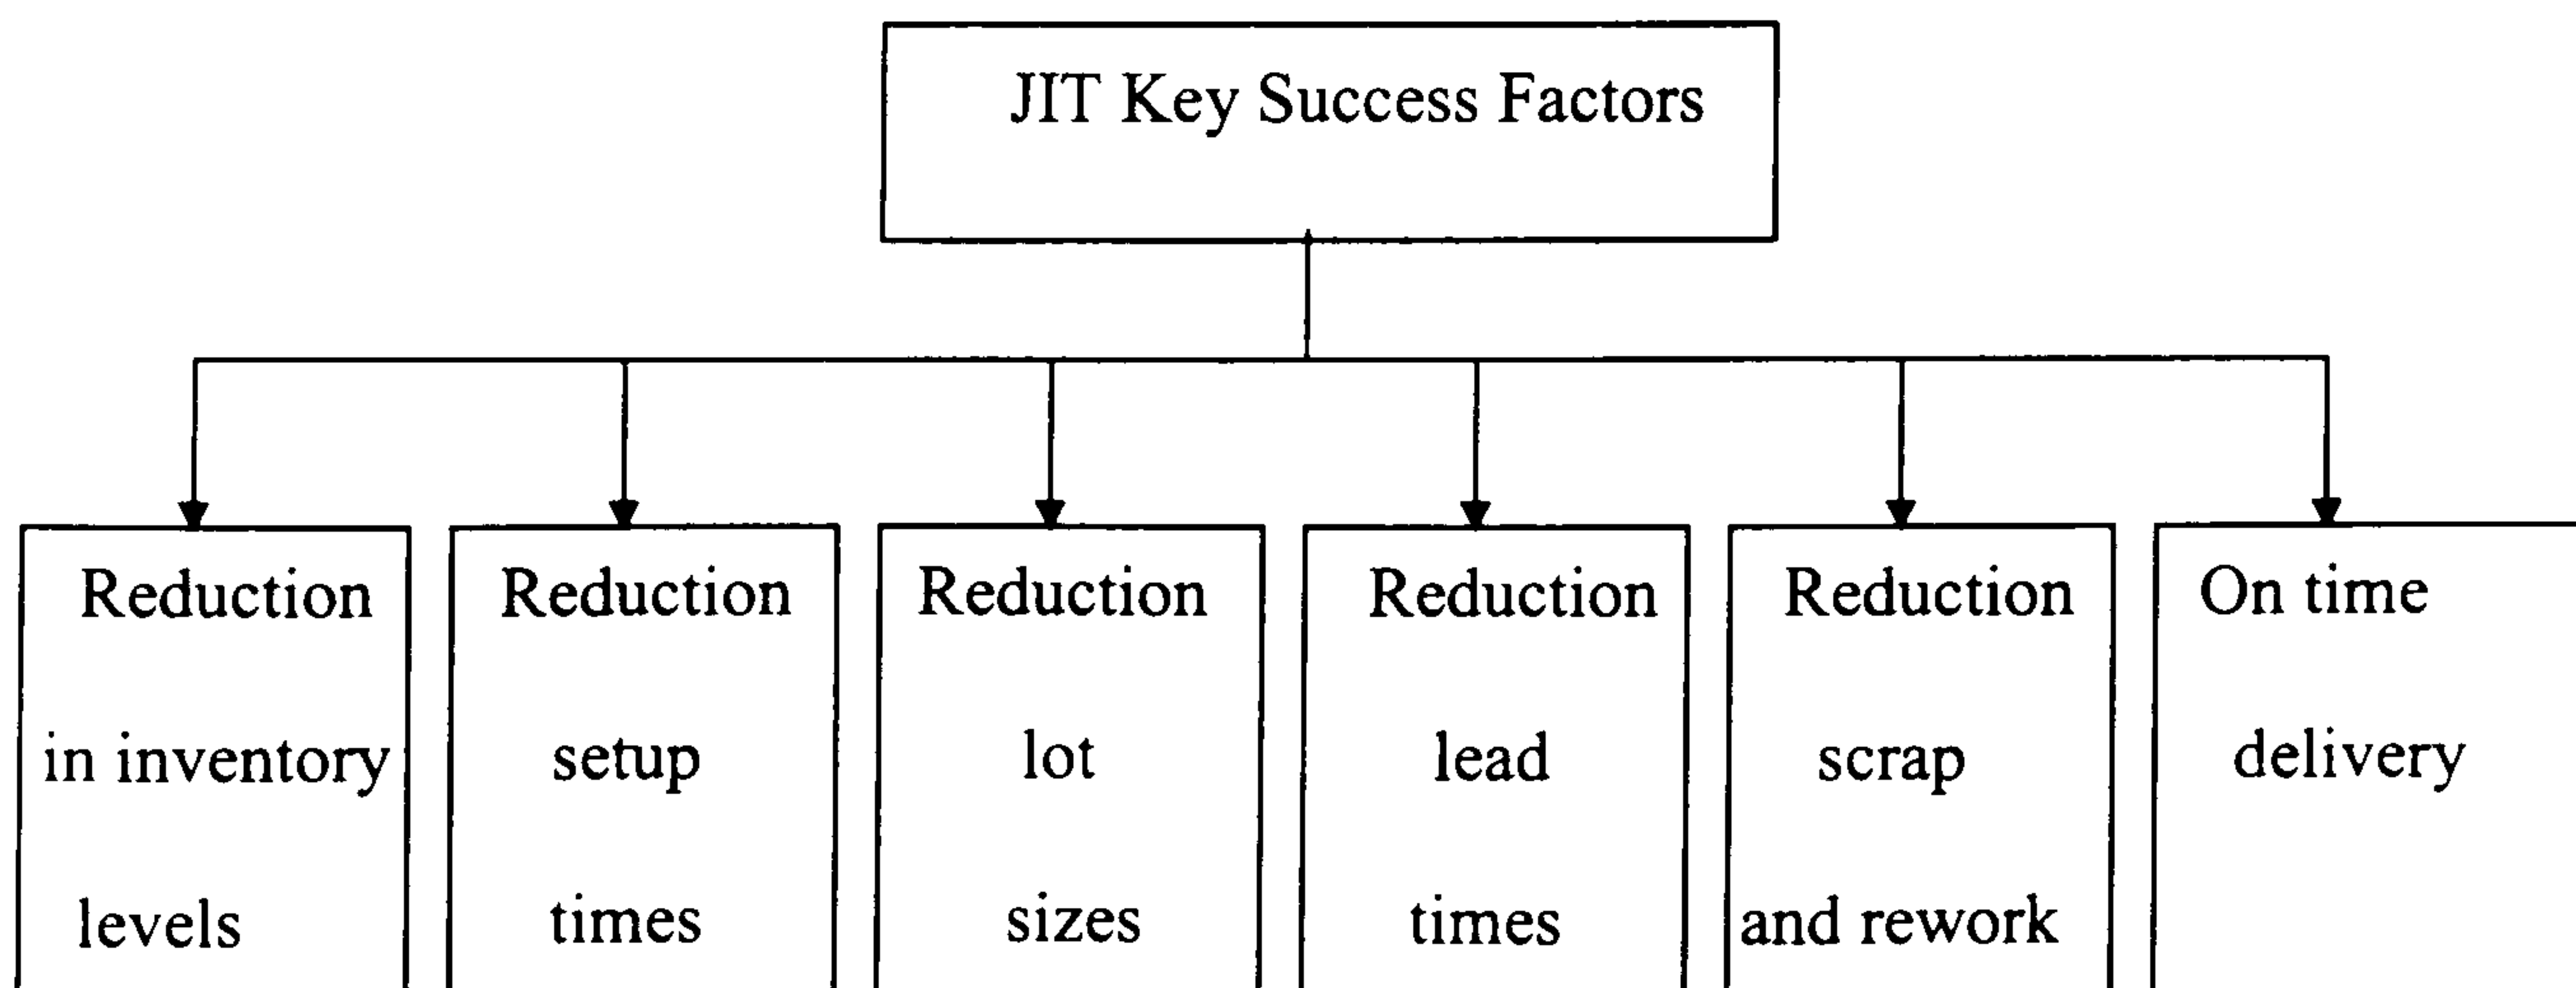 JIT Key Success Factors
Reduction
in inventory
levels
Reduction
setup
times
Reduction
lot
sizes
Reduction
lead
times
Reduction
scrap
and rework
On time
delivery